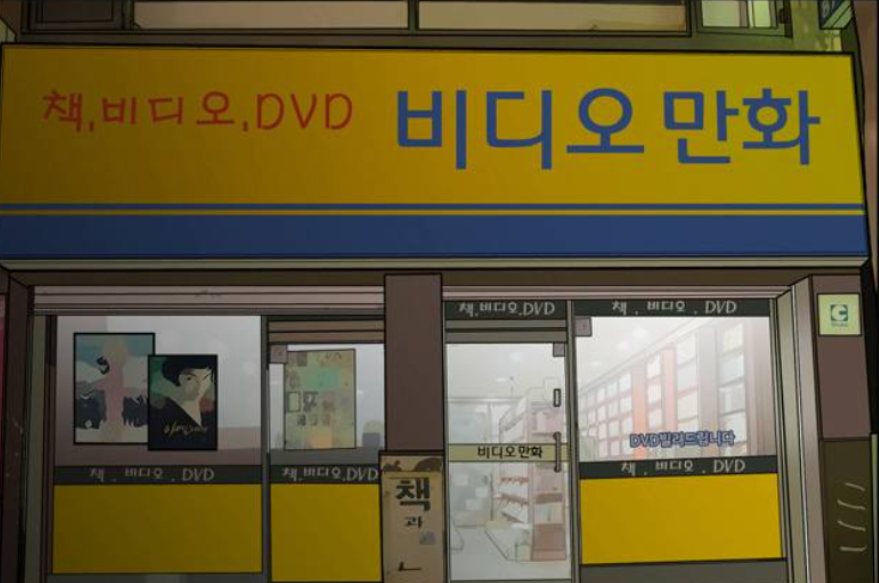 책,비디오,DVD
비디오 만화
책,비디오,DVD
책 . 비디오 . DVD
비디오만화
DVD빌려드립니다
책 . 비디오 . DVD
책.비디오.DVD
책 . 비디오 . DVD
책
과
C